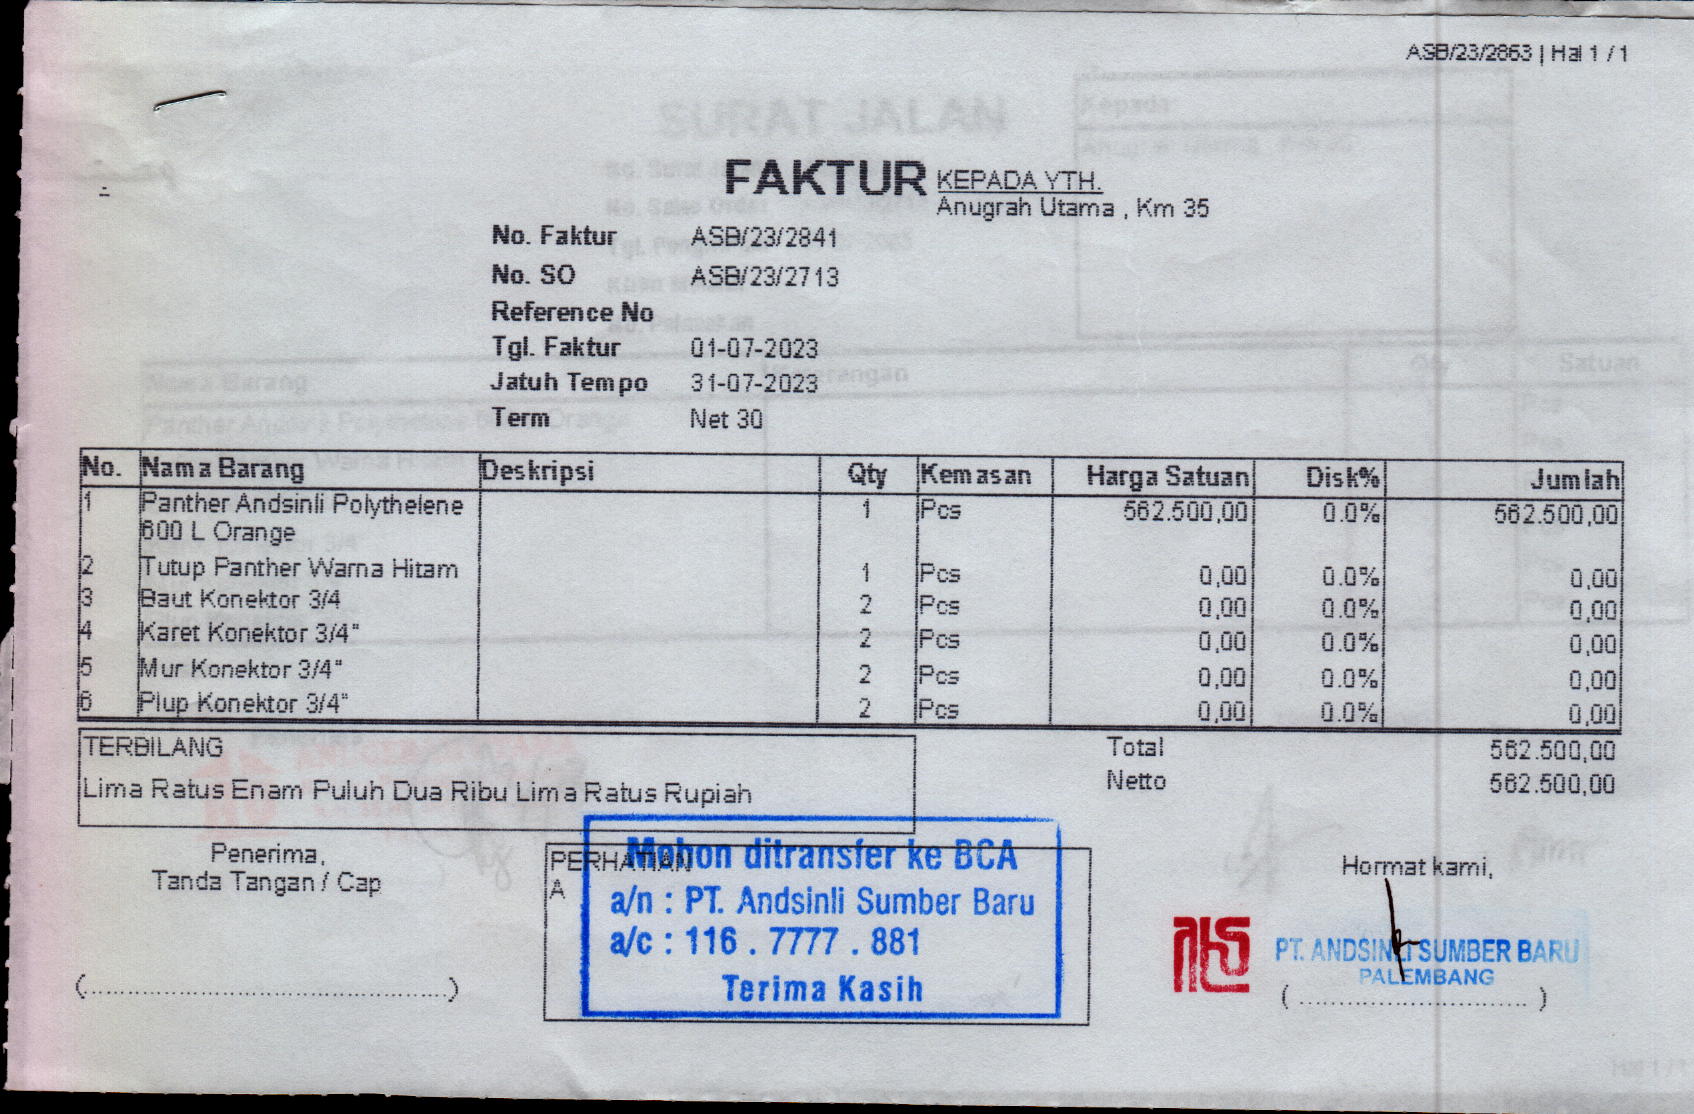 ASB/23/2863 | Hal 1 / 1
SURAT JALAN
Kepada
FAKTUR
KEPADA YTH.
Anugrah Utama , Km 35
No. Faktur ASB/23/2841
No. SO ASB/23/2713
Reference No
Tgl. Faktur 01-07-2023
Jatuh Tempo 31-07-2023
Term Net 30
No. Nama Barang Deskripsi Qty Kemasan Harga Satuan Disk% Jumlah
1 Panther Andsinli Polythelene 1 Pcs 562.500,00 0.0% 562.500,00
600 L Orange
2 Tutup Panther Warna Hitam 1 Pcs 0,00 0.0% 0,00
3 Baut Konektor 3/4 2 Pcs 0,00 0.0% 0,00
4 Karet Konektor 3/4" 2 Pcs 0,00 0.0% 0,00
5 Mur Konektor 3/4" 2 Pcs 0,00 0.0% 0,00
6 Plup Konektor 3/4" 2 Pcs 0,00 0.0% 0,00
TERBILANG
Lima Ratus Enam Puluh Dua Ribu Lima Ratus Rupiah
Total 562.500,00
Netto 562.500,00
Penerima,
Tanda Tangan / Cap
(................................................)
PERHATIAN
A
Mohon ditransfer ke BCA
a/n : PT. Andsinli Sumber Baru
a/c : 116 . 7777 . 881
Terima Kasih
Hormat kami,
PT. ANDSINLI SUMBER BARU
PALEMBANG
( .............................. )